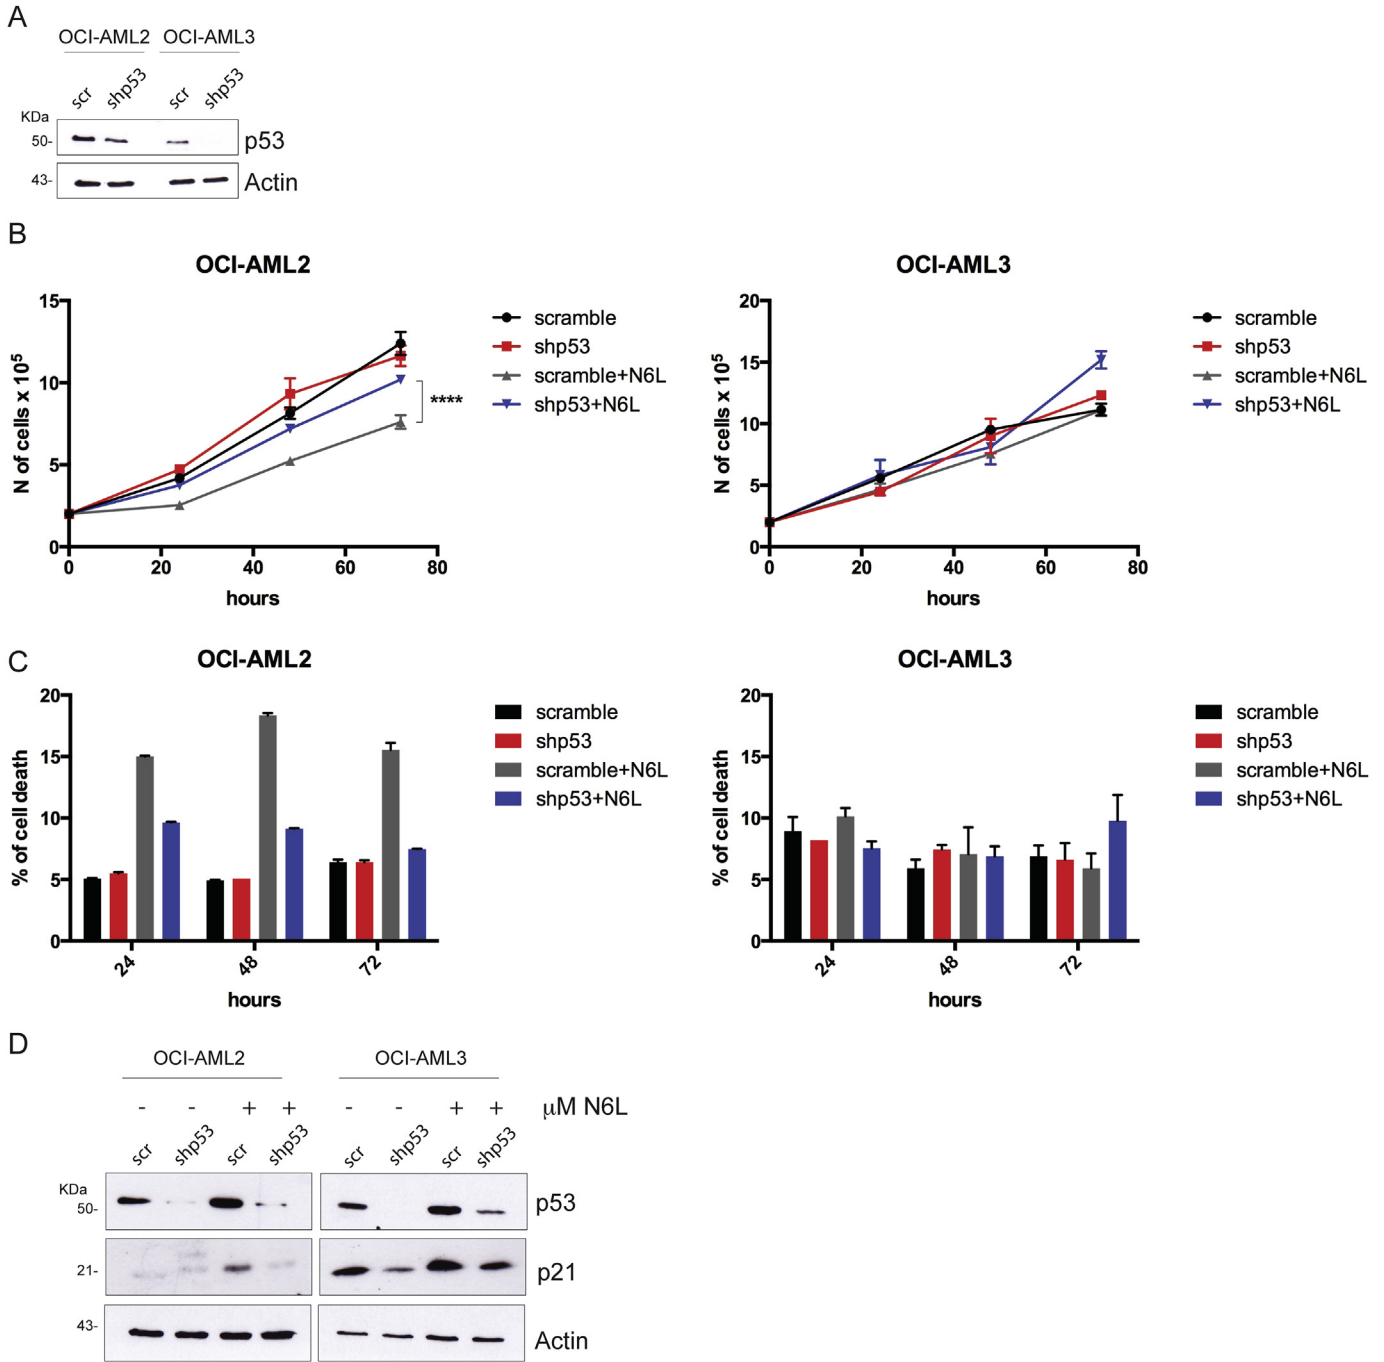 A
OCI-AML2 OCI-AML3
scr shp53 scr shp53
KDa
50- p53
43- Actin
B
OCI-AML2
N of cells x 10⁵
15
10
5
0
0 20 40 60 80
hours
scramble
shp53
scramble+N6L
shp53+N6L
****
OCI-AML3
N of cells x 10⁵
20
15
10
5
0
0 20 40 60 80
hours
scramble
shp53
scramble+N6L
shp53+N6L
C
OCI-AML2
% of cell death
20
15
10
5
0
24 48 72
hours
scramble
shp53
scramble+N6L
shp53+N6L
OCI-AML3
% of cell death
20
15
10
5
0
24 48 72
hours
scramble
shp53
scramble+N6L
shp53+N6L
D
OCI-AML2 OCI-AML3
- - + + - - + + µM N6L
scr shp53 scr shp53 scr shp53 scr shp53
KDa
50- p53
21- p21
43- Actin